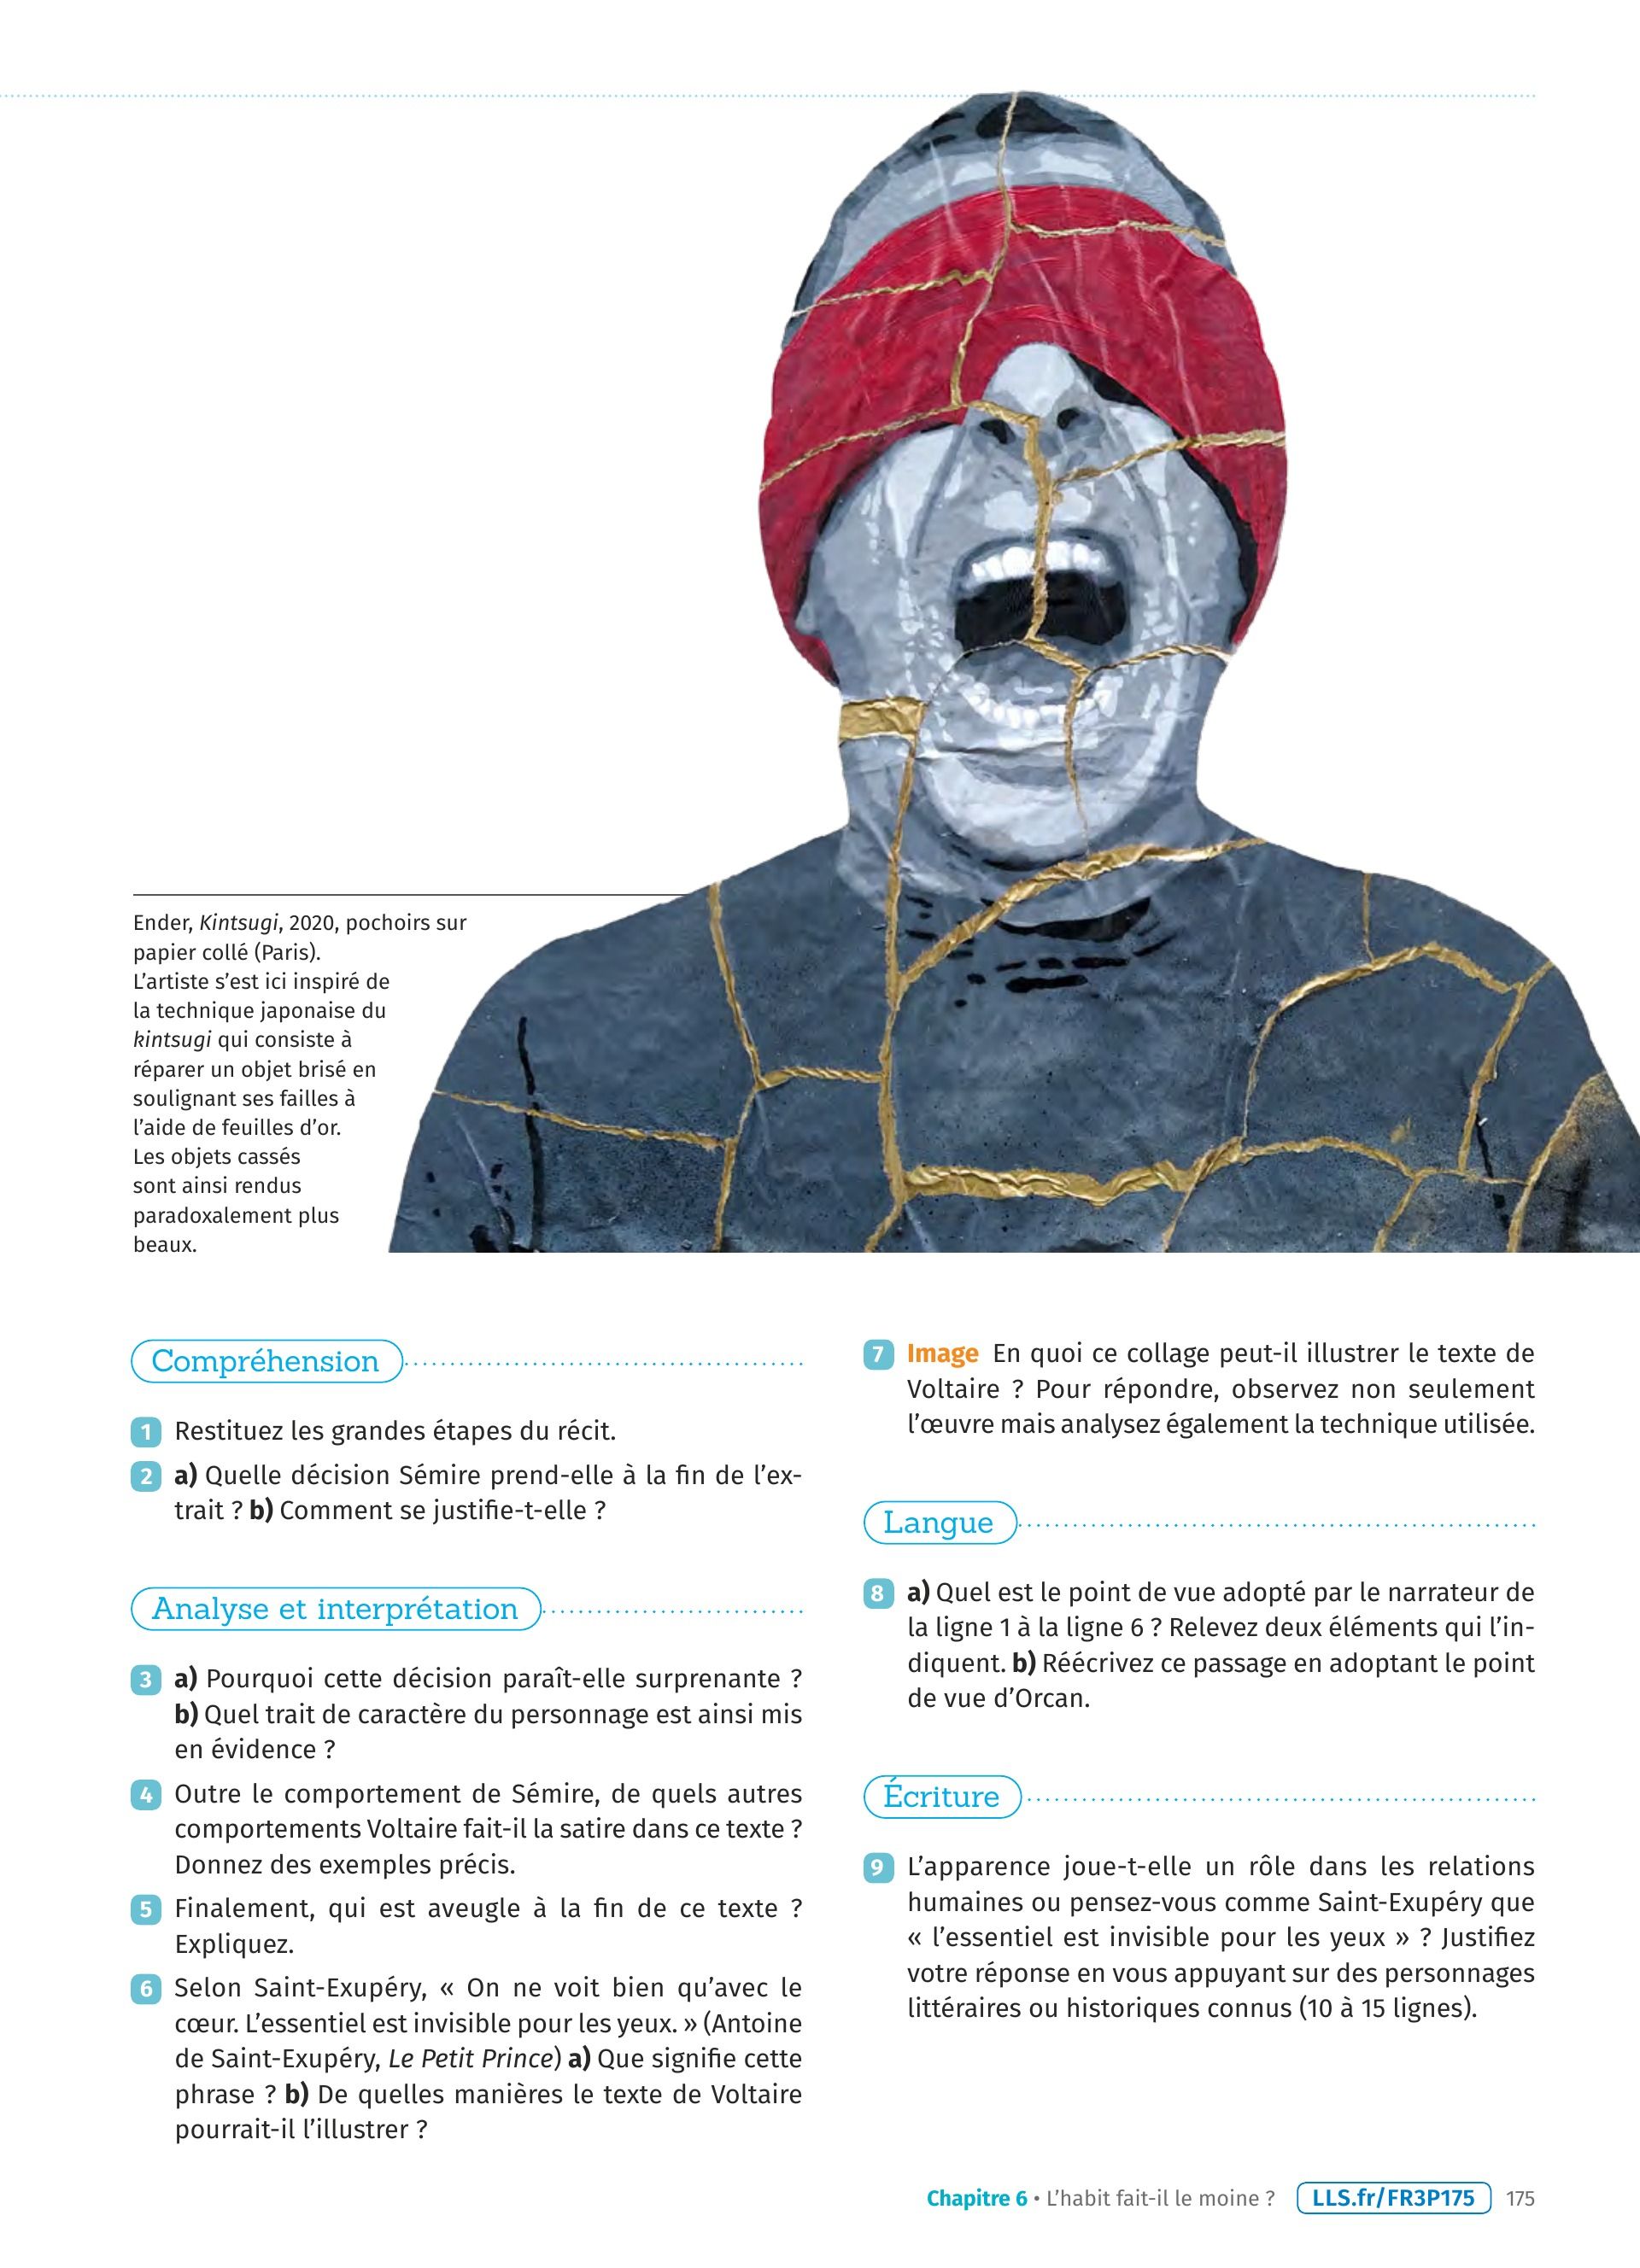 Ender, Kintsugi, 2020, pochoirs sur
papier collé (Paris).
L’artiste s’est ici inspiré de
la technique japonaise du
kintsugi qui consiste à
réparer un objet brisé en
soulignant ses failles à
l’aide de feuilles d’or.
Les objets cassés
sont ainsi rendus
paradoxalement plus
beaux.
Compréhension
1 Restituez les grandes étapes du récit.
2 a) Quelle décision Sémire prend-elle à la fin de l’ex-
trait ? b) Comment se justifie-t-elle ?
Analyse et interprétation
3 a) Pourquoi cette décision paraît-elle surprenante ?
b) Quel trait de caractère du personnage est ainsi mis
en évidence ?
4 Outre le comportement de Sémire, de quels autres
comportements Voltaire fait-il la satire dans ce texte ?
Donnez des exemples précis.
5 Finalement, qui est aveugle à la fin de ce texte ?
Expliquez.
6 Selon Saint-Exupéry, « On ne voit bien qu’avec le
cœur. L’essentiel est invisible pour les yeux. » (Antoine
de Saint-Exupéry, Le Petit Prince) a) Que signifie cette
phrase ? b) De quelles manières le texte de Voltaire
pourrait-il l’illustrer ?
7 Image En quoi ce collage peut-il illustrer le texte de
Voltaire ? Pour répondre, observez non seulement
l’œuvre mais analysez également la technique utilisée.
Langue
8 a) Quel est le point de vue adopté par le narrateur de
la ligne 1 à la ligne 6 ? Relevez deux éléments qui l’in-
diquent. b) Réécrivez ce passage en adoptant le point
de vue d’Orcan.
Écriture
9 L’apparence joue-t-elle un rôle dans les relations
humaines ou pensez-vous comme Saint-Exupéry que
« l’essentiel est invisible pour les yeux » ? Justifiez
votre réponse en vous appuyant sur des personnages
littéraires ou historiques connus (10 à 15 lignes).
Chapitre 6 • L’habit fait-il le moine ? LLS.fr/FR3P175 175